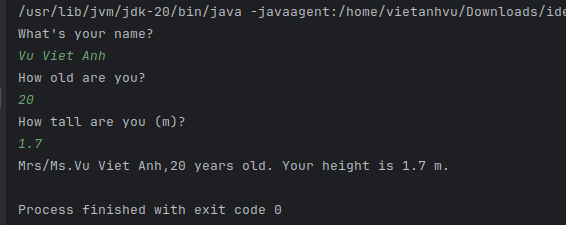 /usr/lib/jvm/jdk-20/bin/java -javaagent:/home/vietanhvu/Downloads/ide
What's your name?
Vu Viet Anh
How old are you?
20
How tall are you (m)?
1.7
Mrs/Ms.Vu Viet Anh,20 years old. Your height is 1.7 m.
Process finished with exit code 0